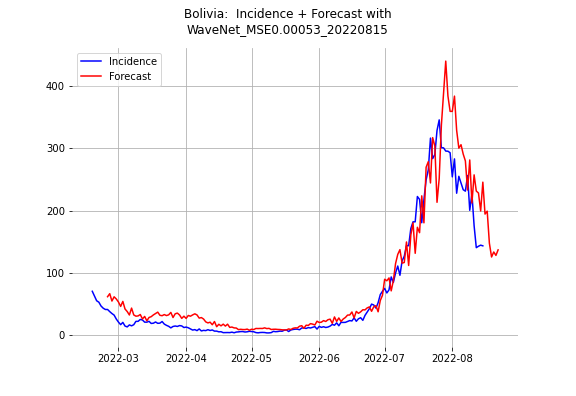 Bolivia:  Incidence + Forecast with
WaveNet_MSE0.00053_20220815
Incidence
Forecast
400
300
200
100
0
2022-03
2022-04
2022-05
2022-06
2022-07
2022-08